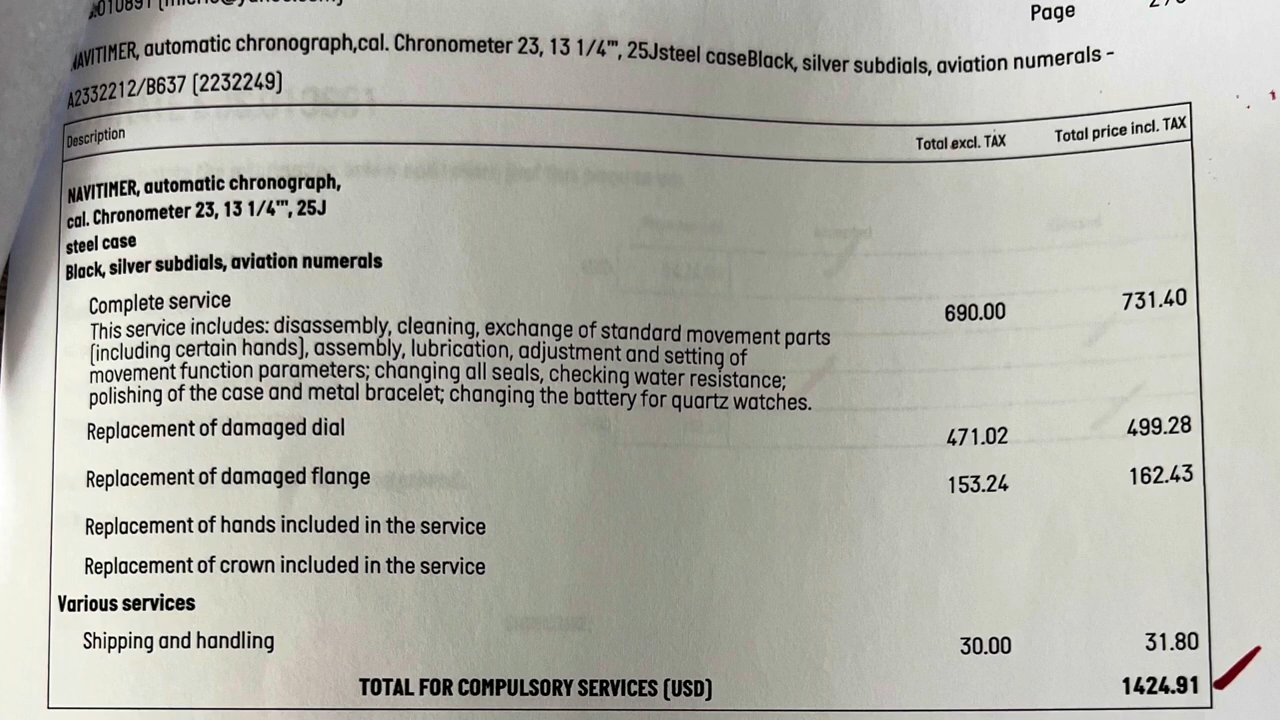 Page
NAVITIMER, automatic chronograph,cal. Chronometer 23, 13 1/4''', 25Jsteel caseBlack, silver subdials, aviation numerals -
A2332212/B637 (2232249)
Description Total excl. TAX Total price incl. TAX
NAVITIMER, automatic chronograph,
cal. Chronometer 23, 13 1/4''', 25J
steel case
Black, silver subdials, aviation numerals
Complete service 690.00 731.40
This service includes: disassembly, cleaning, exchange of standard movement parts
(including certain hands), assembly, lubrication, adjustment and setting of
movement function parameters; changing all seals, checking water resistance;
polishing of the case and metal bracelet; changing the battery for quartz watches.
Replacement of damaged dial 471.02 499.28
Replacement of damaged flange 153.24 162.43
Replacement of hands included in the service
Replacement of crown included in the service
Various services
Shipping and handling 30.00 31.80
TOTAL FOR COMPULSORY SERVICES (USD) 1424.91